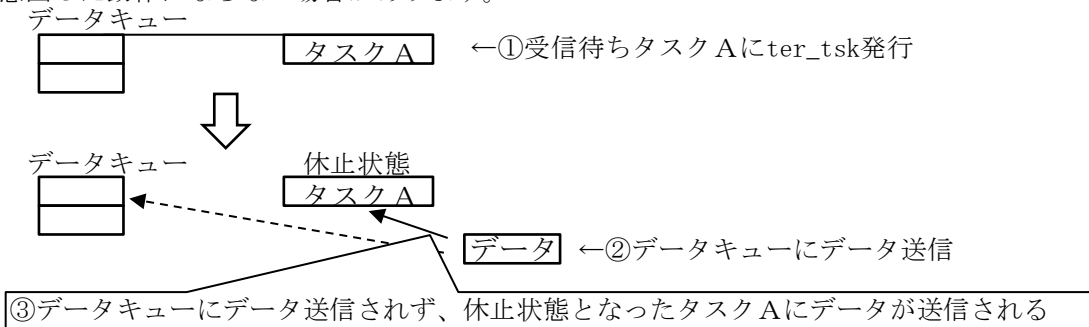 データキュー
タスクA ←①受信待ちタスクAにter_tsk発行
データキュー 休止状態
タスクA
データ ←②データキューにデータ送信
③データキューにデータ送信されず、休止状態となったタスクAにデータが送信される